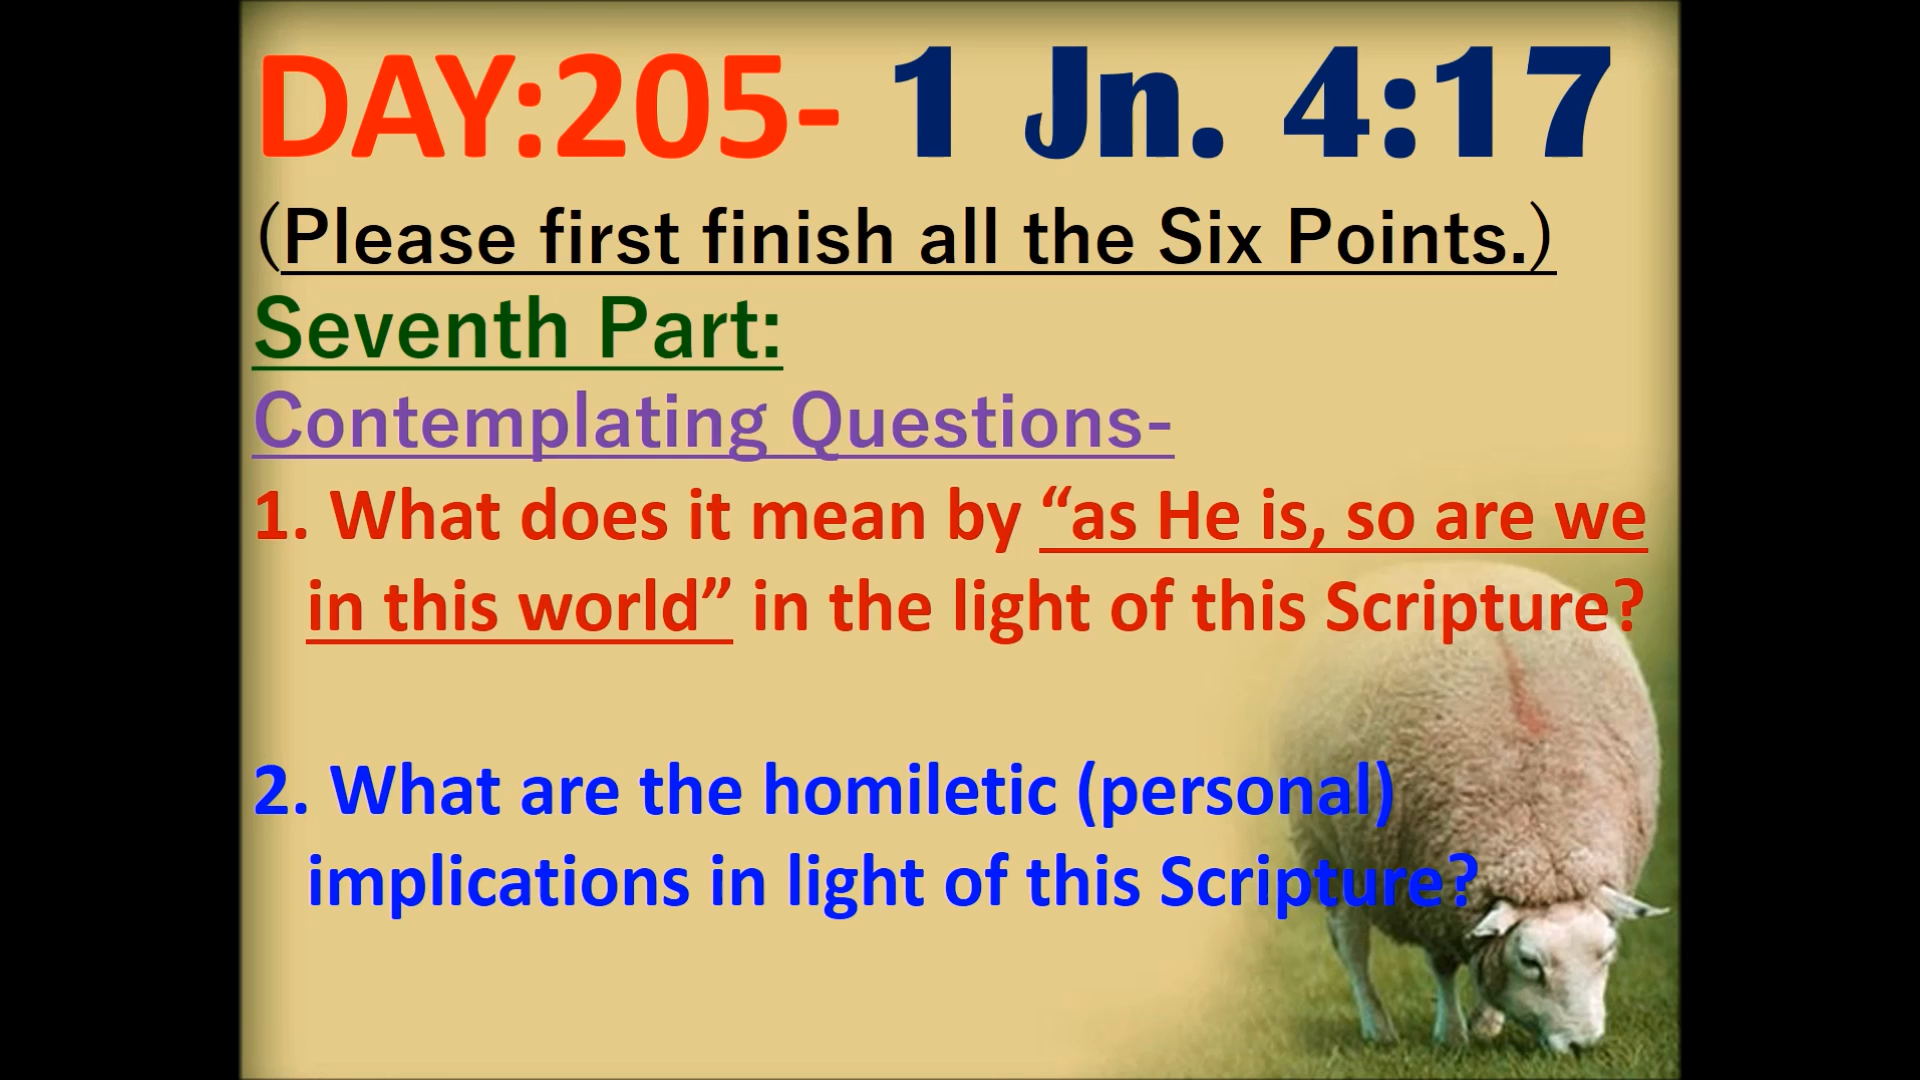 DAY:205- 1 Jn. 4:17
(Please first finish all the Six Points.)
Seventh Part:
Contemplating Questions-
1. What does it mean by “as He is, so are we
in this world” in the light of this Scripture?
2. What are the homiletic (personal)
implications in light of this Scripture?